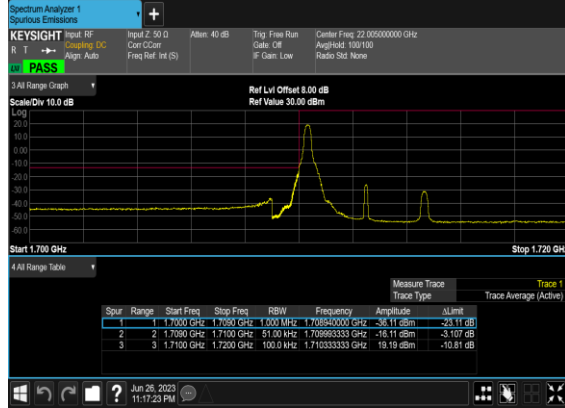 Spectrum Analyzer 1
Spurious Emissions
+
KEYSIGHT Input: RF Input Z: 50 Ω Atten: 40 dB Trig: Free Run Center Freq: 22.005000000 GHz
R T Coupling: DC Corr CCorr Gate: Off Avg|Hold: 100/100
Align: Auto Freq Ref: Int (S) IF Gain: Low Radio Std: None
PASS
3 All Range Graph
Ref Lvl Offset 8.00 dB
Scale/Div 10.0 dB Ref Value 30.00 dBm
Log
20.0
10.0
0.00
-10.0
-20.0
-30.0
-40.0
-50.0
-60.0
Start 1.700 GHz Stop 1.720 GHz
4 All Range Table
Measure Trace Trace 1
Trace Type Trace Average (Active)
Spur Range Start Freq Stop Freq RBW Frequency Amplitude ΔLimit
1 1 1.7000 GHz 1.7090 GHz 1.000 MHz 1.708940000 GHz -36.11 dBm -23.11 dB
2 2 1.7090 GHz 1.7100 GHz 51.00 kHz 1.709993333 GHz -16.11 dBm -3.107 dB
3 3 1.7100 GHz 1.7200 GHz 100.0 kHz 1.710333333 GHz 19.19 dBm -10.81 dB
? Jun 26, 2023
11:17:23 PM